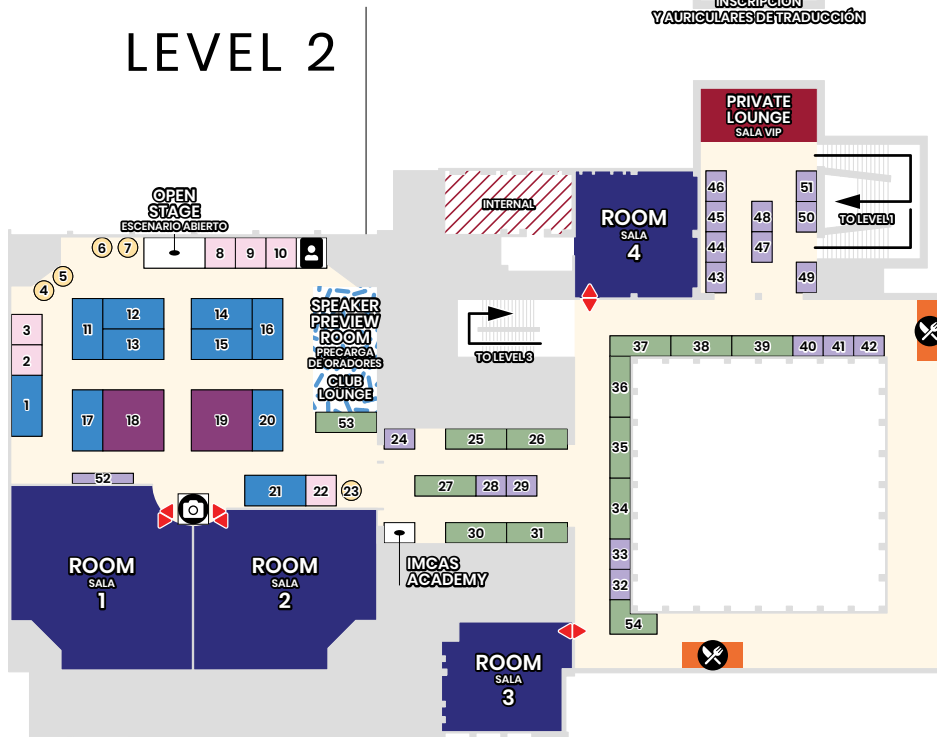 INSCRIPCIÓN
Y AURICULARES DE TRADUCCIÓN
LEVEL 2
PRIVATE
LOUNGE
SALA VIP
OPEN
STAGE
ESCENARIO ABIERTO
INTERNAL
ROOM
SALA
4
46
45
44
43
48
47
51
50
49
TO LEVEL1
6
7
8
9
10
5
4
3
2
1
11
12
13
14
15
16
17
18
19
20
SPEAKER
PREVIEW
ROOM
PRECARGA
DE ORADORES
CLUB
LOUNGE
53
TO LEVEL3
37
38
39
40
41
42
36
35
34
33
32
54
24
25
26
27
28
29
30
31
52
21
22
23
IMCAS
ACADEMY
ROOM
SALA
1
ROOM
SALA
2
ROOM
SALA
3